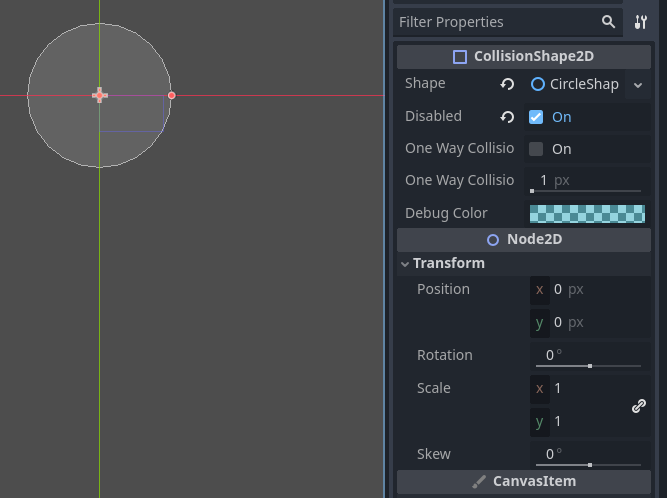 Filter Properties
CollisionShape2D
Shape CircleShap
Disabled On
One Way Collisio On
One Way Collisio 1 px
Debug Color
Node2D
Transform
Position x 0 px
y 0 px
Rotation 0 °
Scale x 1
y 1
Skew 0 °
CanvasItem